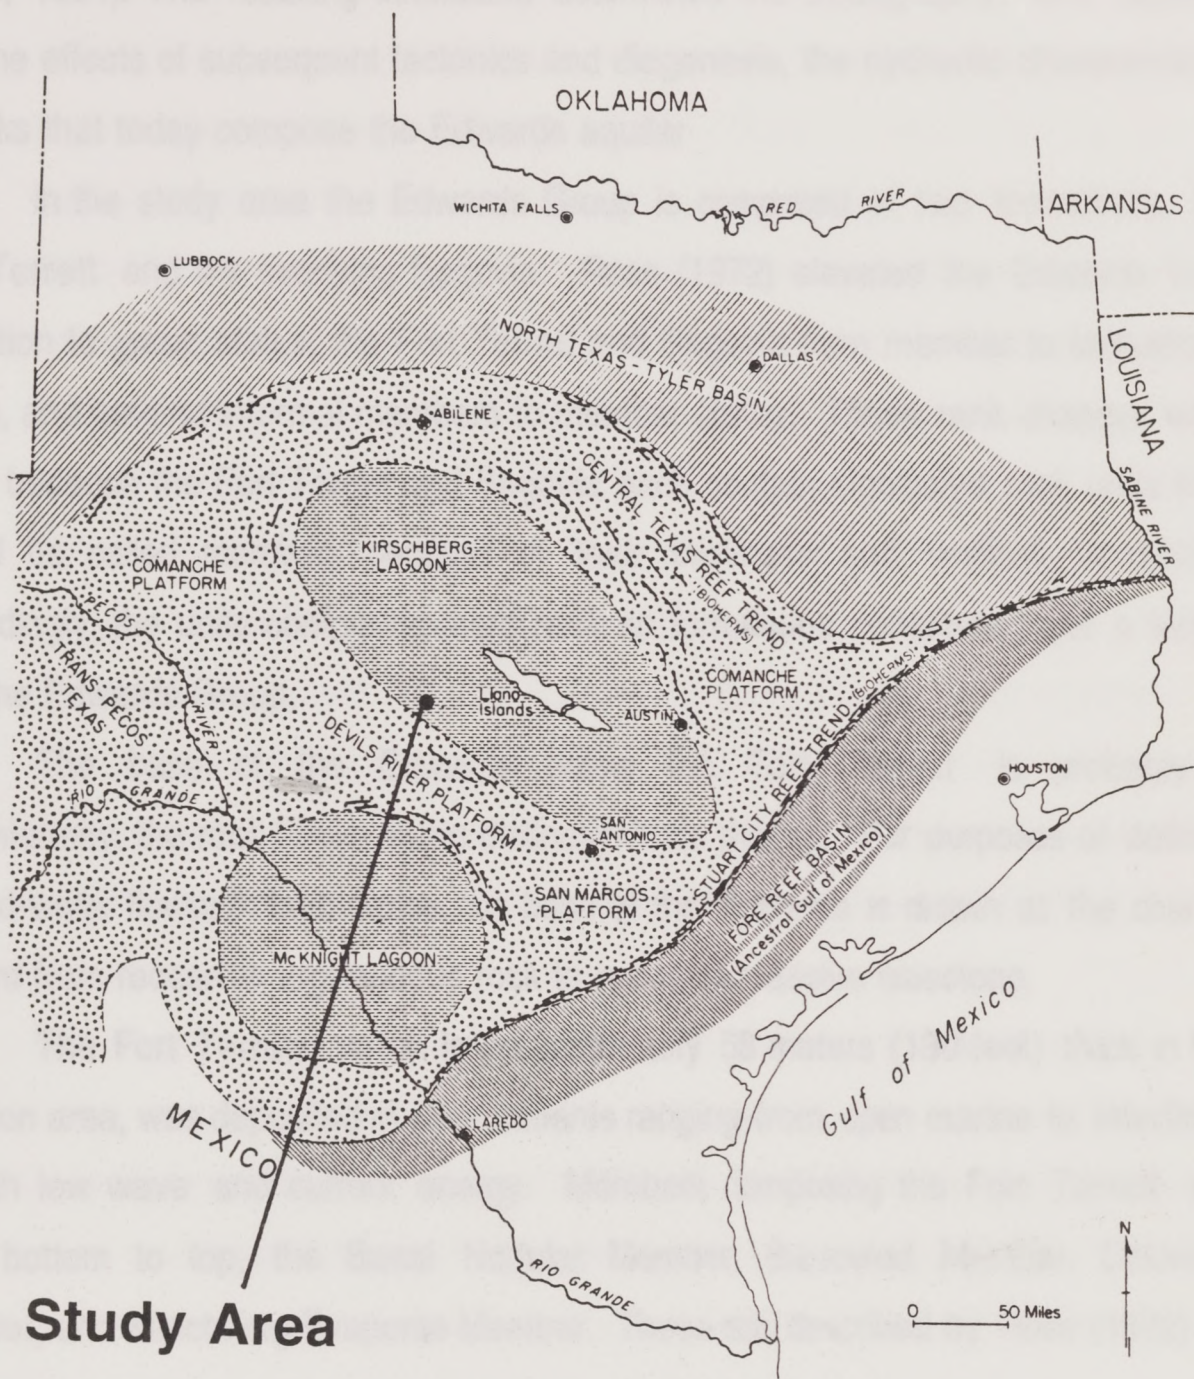 OKLAHOMA
WICHITA FALLS
RED
RIVER
ARKANSAS
LUBBOCK
NORTH TEXAS - TYLER BASIN
DALLAS
LOUISIANA
ABILENE
CENTRAL TEXAS REEF TREND
(BIOHERMS)
SABINE RIVER
KIRSCHBERG
LAGOON
COMANCHE
PLATFORM
PECOS
RIVER
TRANS-PECOS
TEXAS
Llano
Islands
COMANCHE
PLATFORM
(BIOHERMS)
AUSTIN
DEVILS RIVER PLATFORM
RIO GRANDE
HOUSTON
SAN
ANTONIO
STUART CITY REEF TREND
SAN MARCOS
PLATFORM
FORE REEF BASIN
(Ancestral Gulf of Mexico)
McKNIGHT LAGOON
Gulf of Mexico
MEXICO
LAREDO
RIO GRANDE
N
0 50 Miles
Study Area